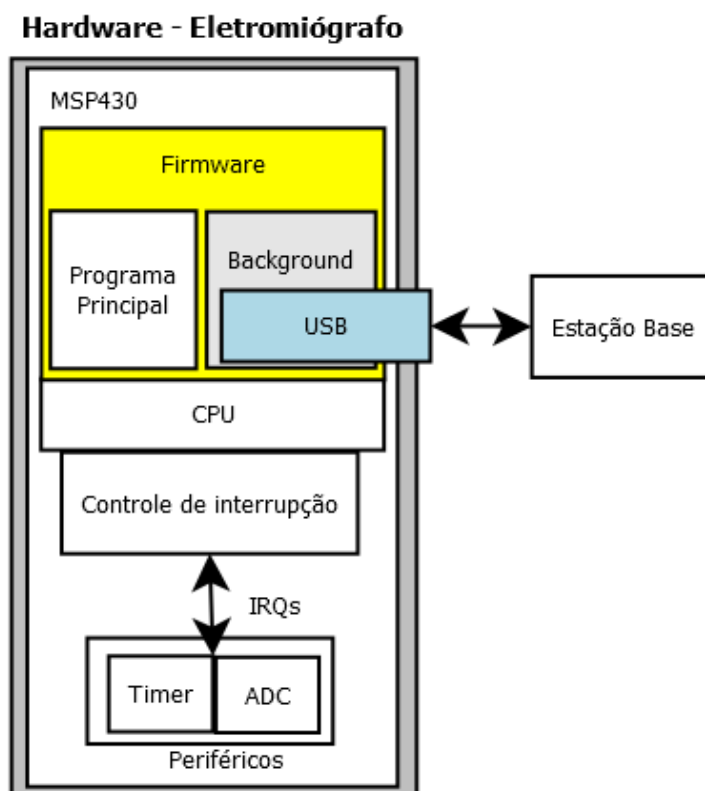 Hardware - Eletromiógrafo
MSP430
Firmware
Programa
Principal
Background
USB
Estação Base
CPU
Controle de interrupção
IRQs
Timer
ADC
Periféricos